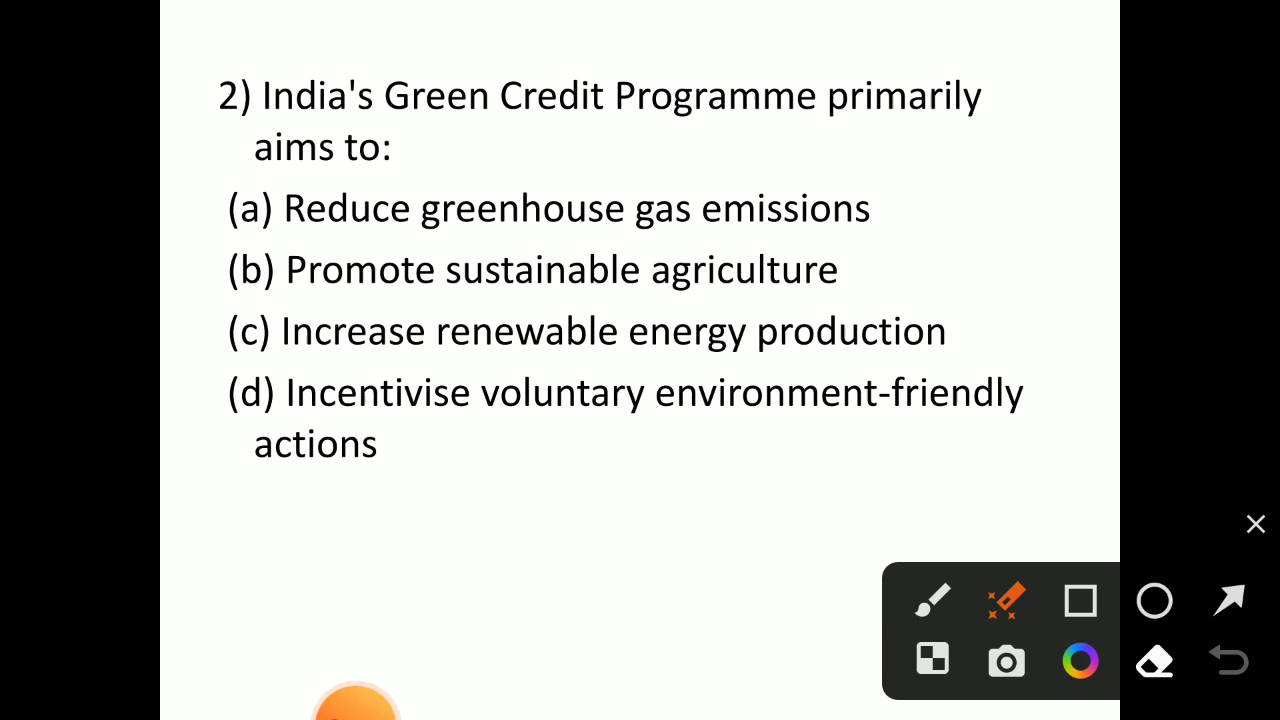 2) India's Green Credit Programme primarily
aims to:
(a) Reduce greenhouse gas emissions
(b) Promote sustainable agriculture
(c) Increase renewable energy production
(d) Incentivise voluntary environment-friendly
actions